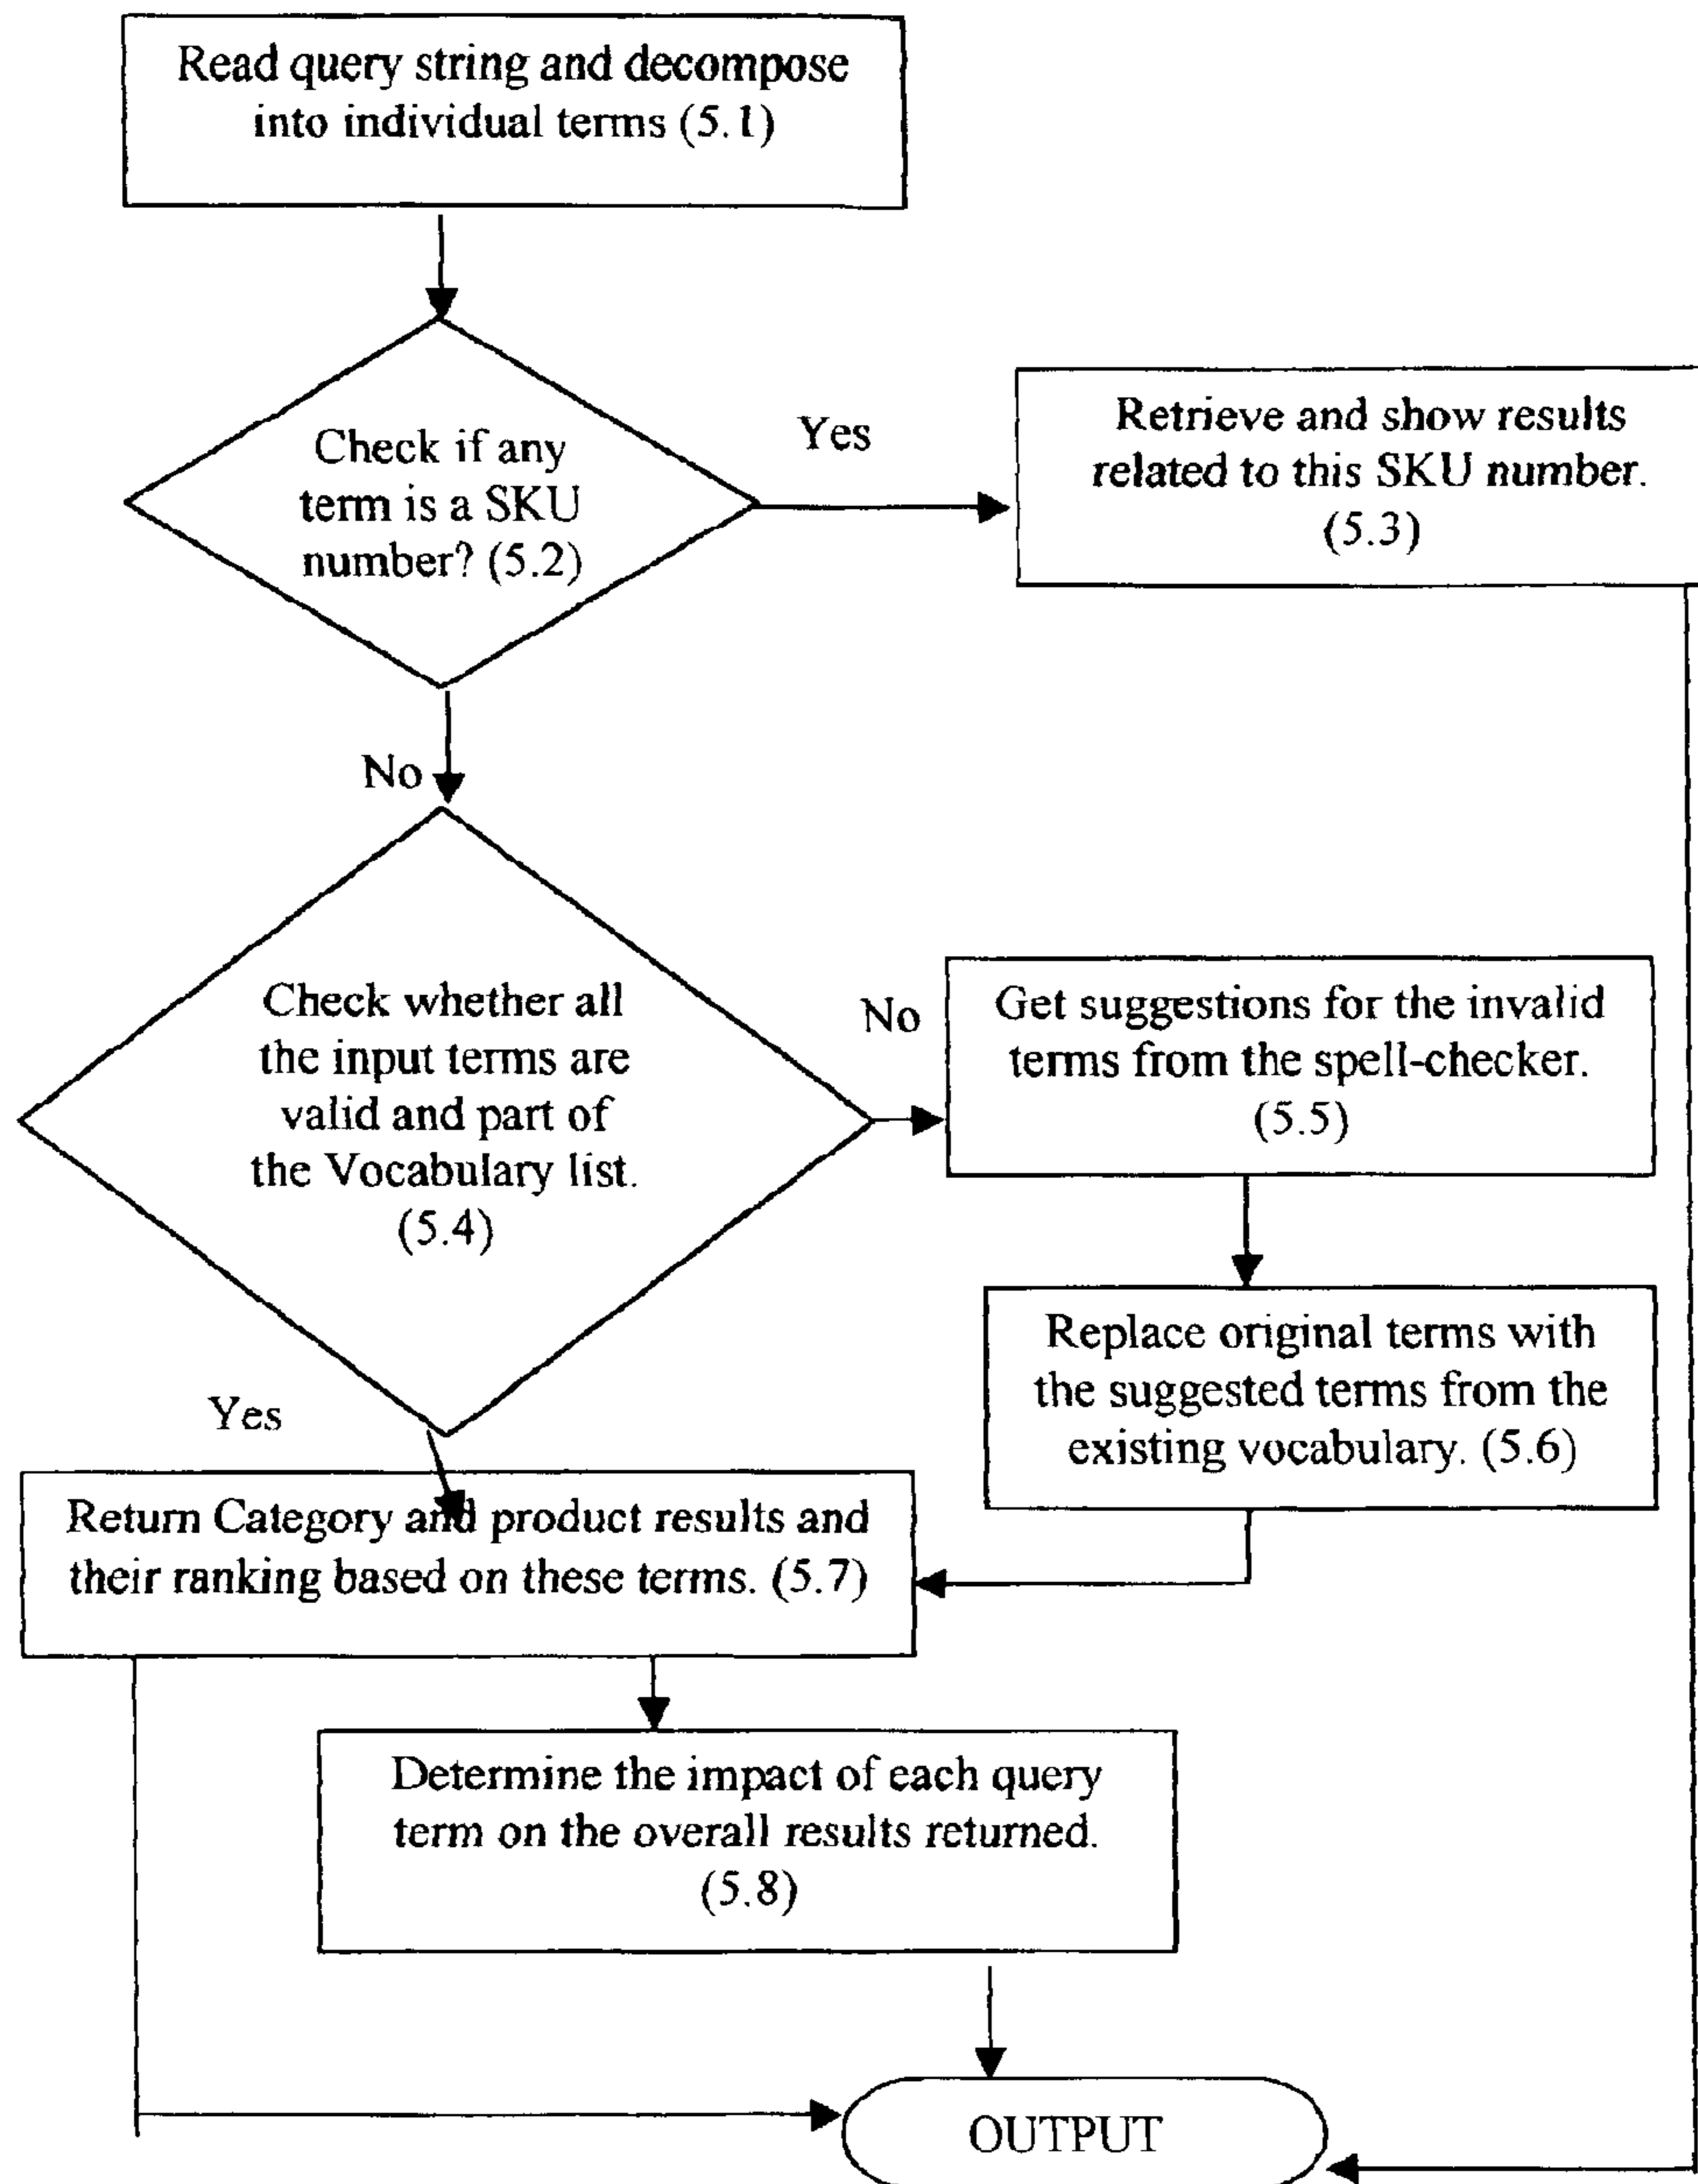 Read query string and decompose
into individual terms (5.1)
Check if any
term is a SKU
number? (5.2)
Yes
Retrieve and show results
related to this SKU number.
(5.3)
No
Check whether all
the input terms are
valid and part of
the Vocabulary list.
(5.4)
No
Get suggestions for the invalid
terms from the spell-checker.
(5.5)
Replace original terms with
the suggested terms from the
existing vocabulary. (5.6)
Yes
Return Category and product results and
their ranking based on these terms. (5.7)
Determine the impact of each query
term on the overall results returned.
(5.8)
OUTPUT